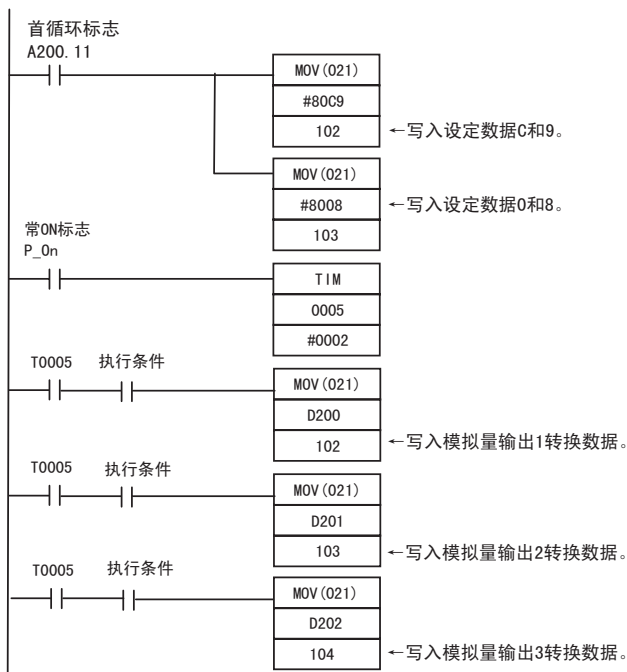 首循环标志
A200.11
MOV(021)
#80C9
102
←写入设定数据C和9。
MOV(021)
#8008
103
←写入设定数据0和8。
常ON标志
P_On
TIM
0005
#0002
T0005 执行条件
MOV(021)
D200
102
←写入模拟量输出1转换数据。
T0005 执行条件
MOV(021)
D201
103
←写入模拟量输出2转换数据。
T0005 执行条件
MOV(021)
D202
104
←写入模拟量输出3转换数据。